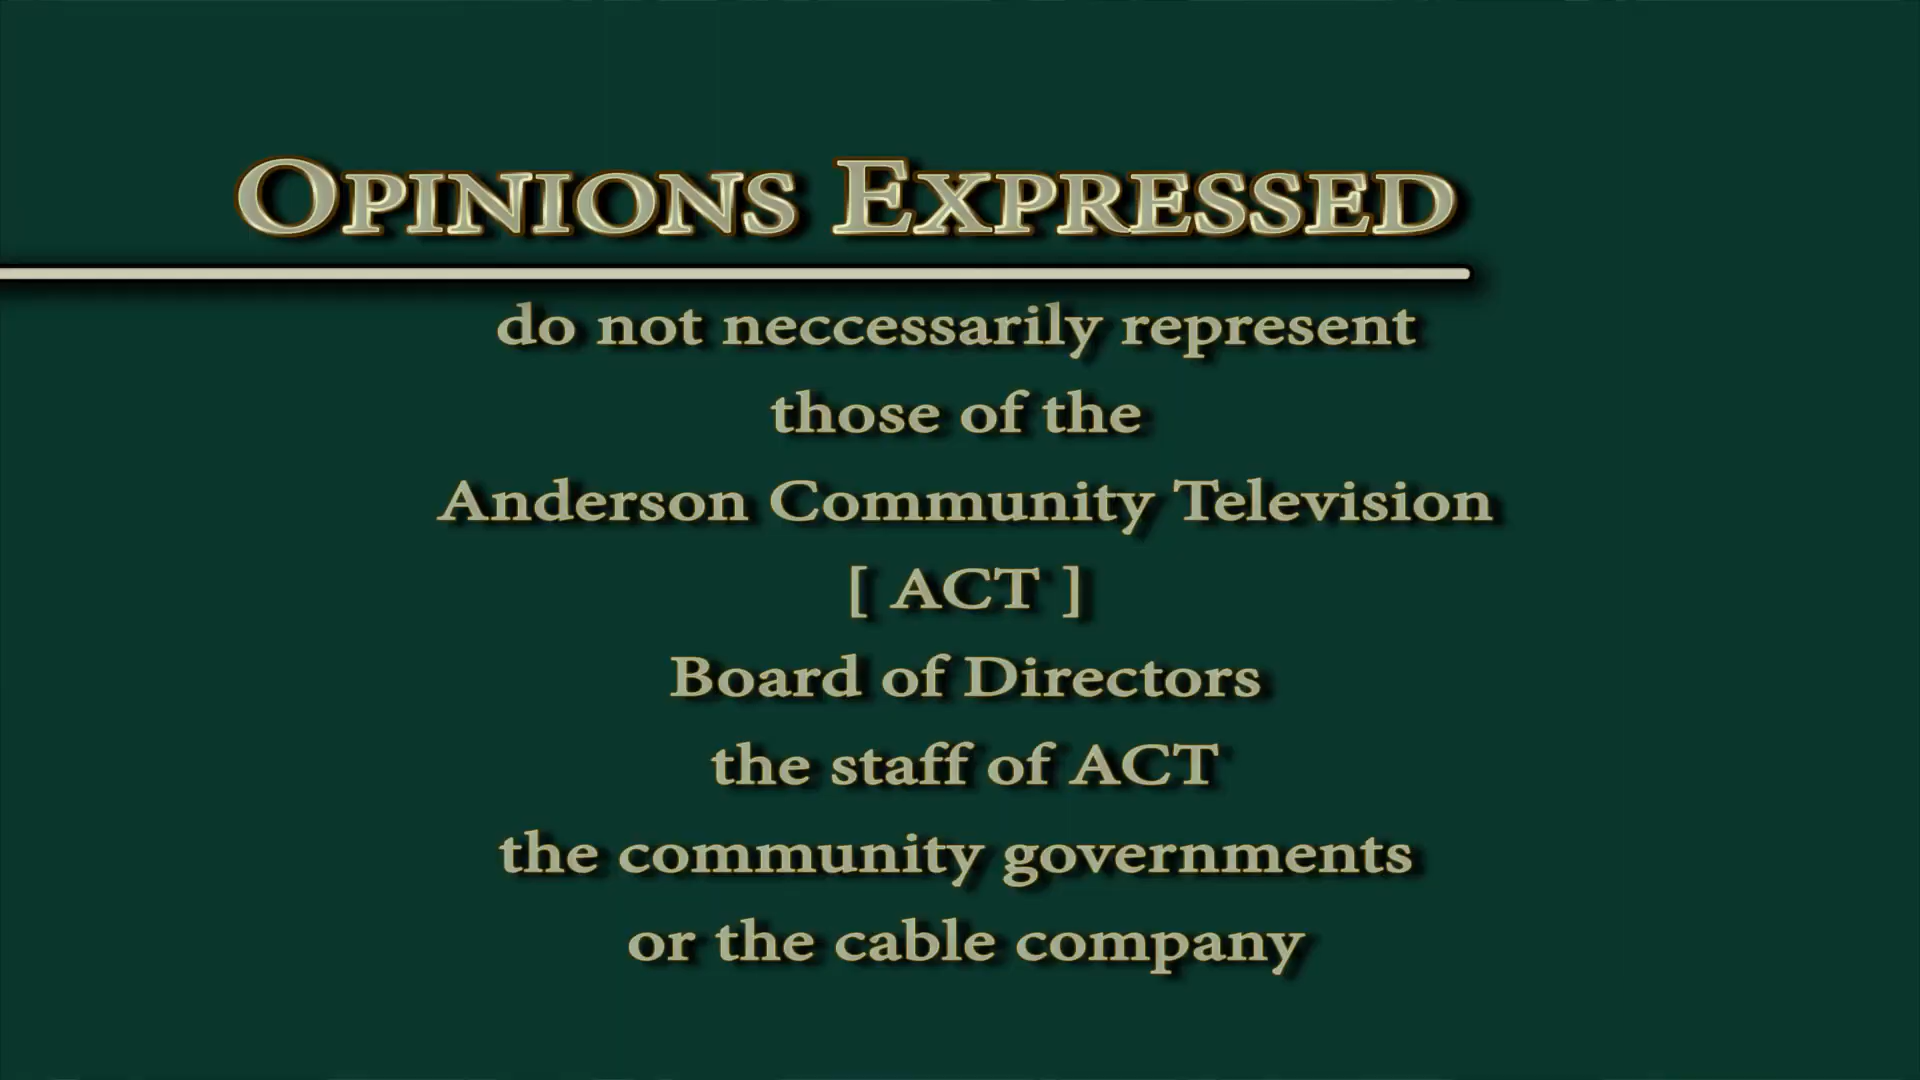 Opinions Expressed
do not neccessarily represent
those of the
Anderson Community Television
[ ACT ]
Board of Directors
the staff of ACT
the community governments
or the cable company